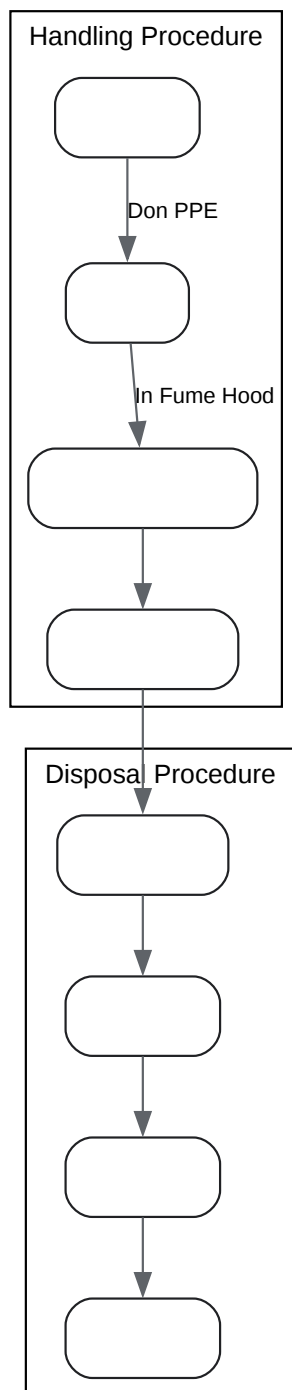 Handling Procedure
Don PPE
In Fume Hood
Disposal Procedure